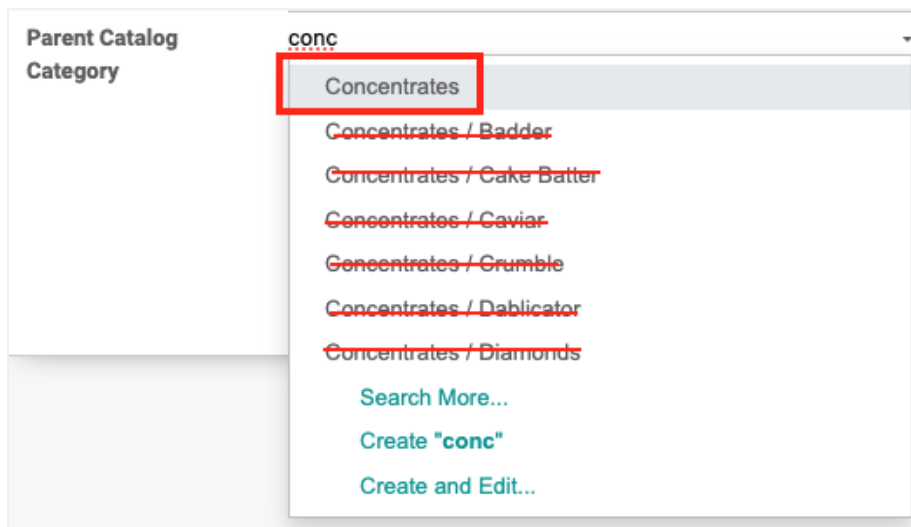 Parent Catalog
Category
conc
Concentrates
Concentrates / Badder
Concentrates / Cake Batter
Concentrates / Caviar
Concentrates / Crumble
Concentrates / Dablicator
Concentrates / Diamonds
Search More...
Create "conc"
Create and Edit...